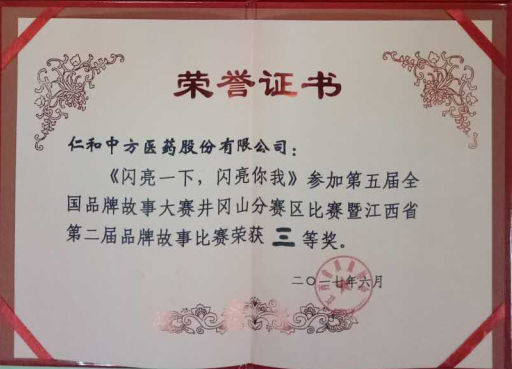 荣誉证书
仁和中方医药股份有限公司：
《闪亮一下，闪亮你我》参加第五届全
国品牌故事大赛井冈山分赛区比赛暨江西省
第二届品牌故事比赛荣获 三 等奖。
二〇一七年六月